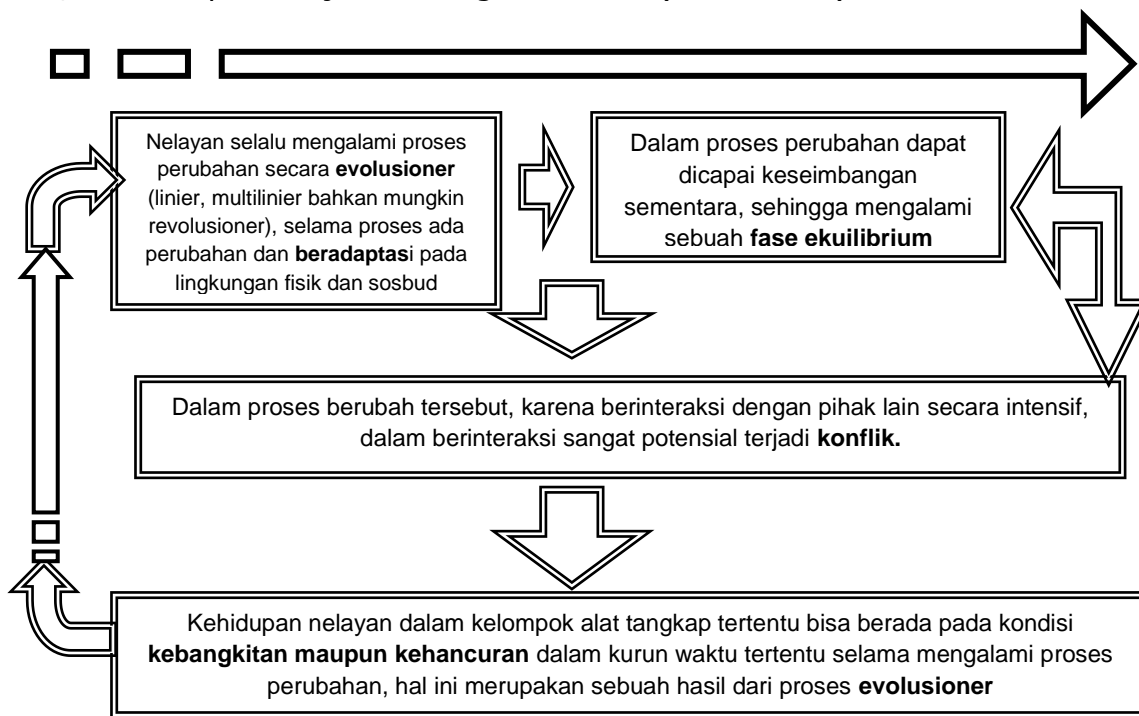 Nelayan selalu mengalami proses
perubahan secara evolusioner
(linier, multilinier bahkan mungkin
revolusioner), selama proses ada
perubahan dan beradaptasi pada
lingkungan fisik dan sosbud
Dalam proses perubahan dapat
dicapai keseimbangan
sementara, sehingga mengalami
sebuah fase ekuilibrium
Dalam proses berubah tersebut, karena berinteraksi dengan pihak lain secara intensif,
dalam berinteraksi sangat potensial terjadi konflik.
Kehidupan nelayan dalam kelompok alat tangkap tertentu bisa berada pada kondisi
kebangkitan maupun kehancuran dalam kurun waktu tertentu selama mengalami proses
perubahan, hal ini merupakan sebuah hasil dari proses evolusioner